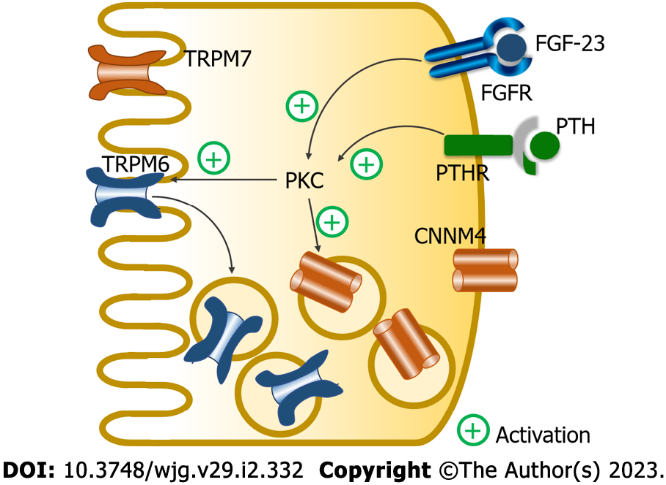 TRPM7
FGF-23
FGFR
PTH
TRPM6
PKC
PTHR
CNNM4
Activation
DOI: 10.3748/wjg.v29.i2.332 Copyright ©The Author(s) 2023.